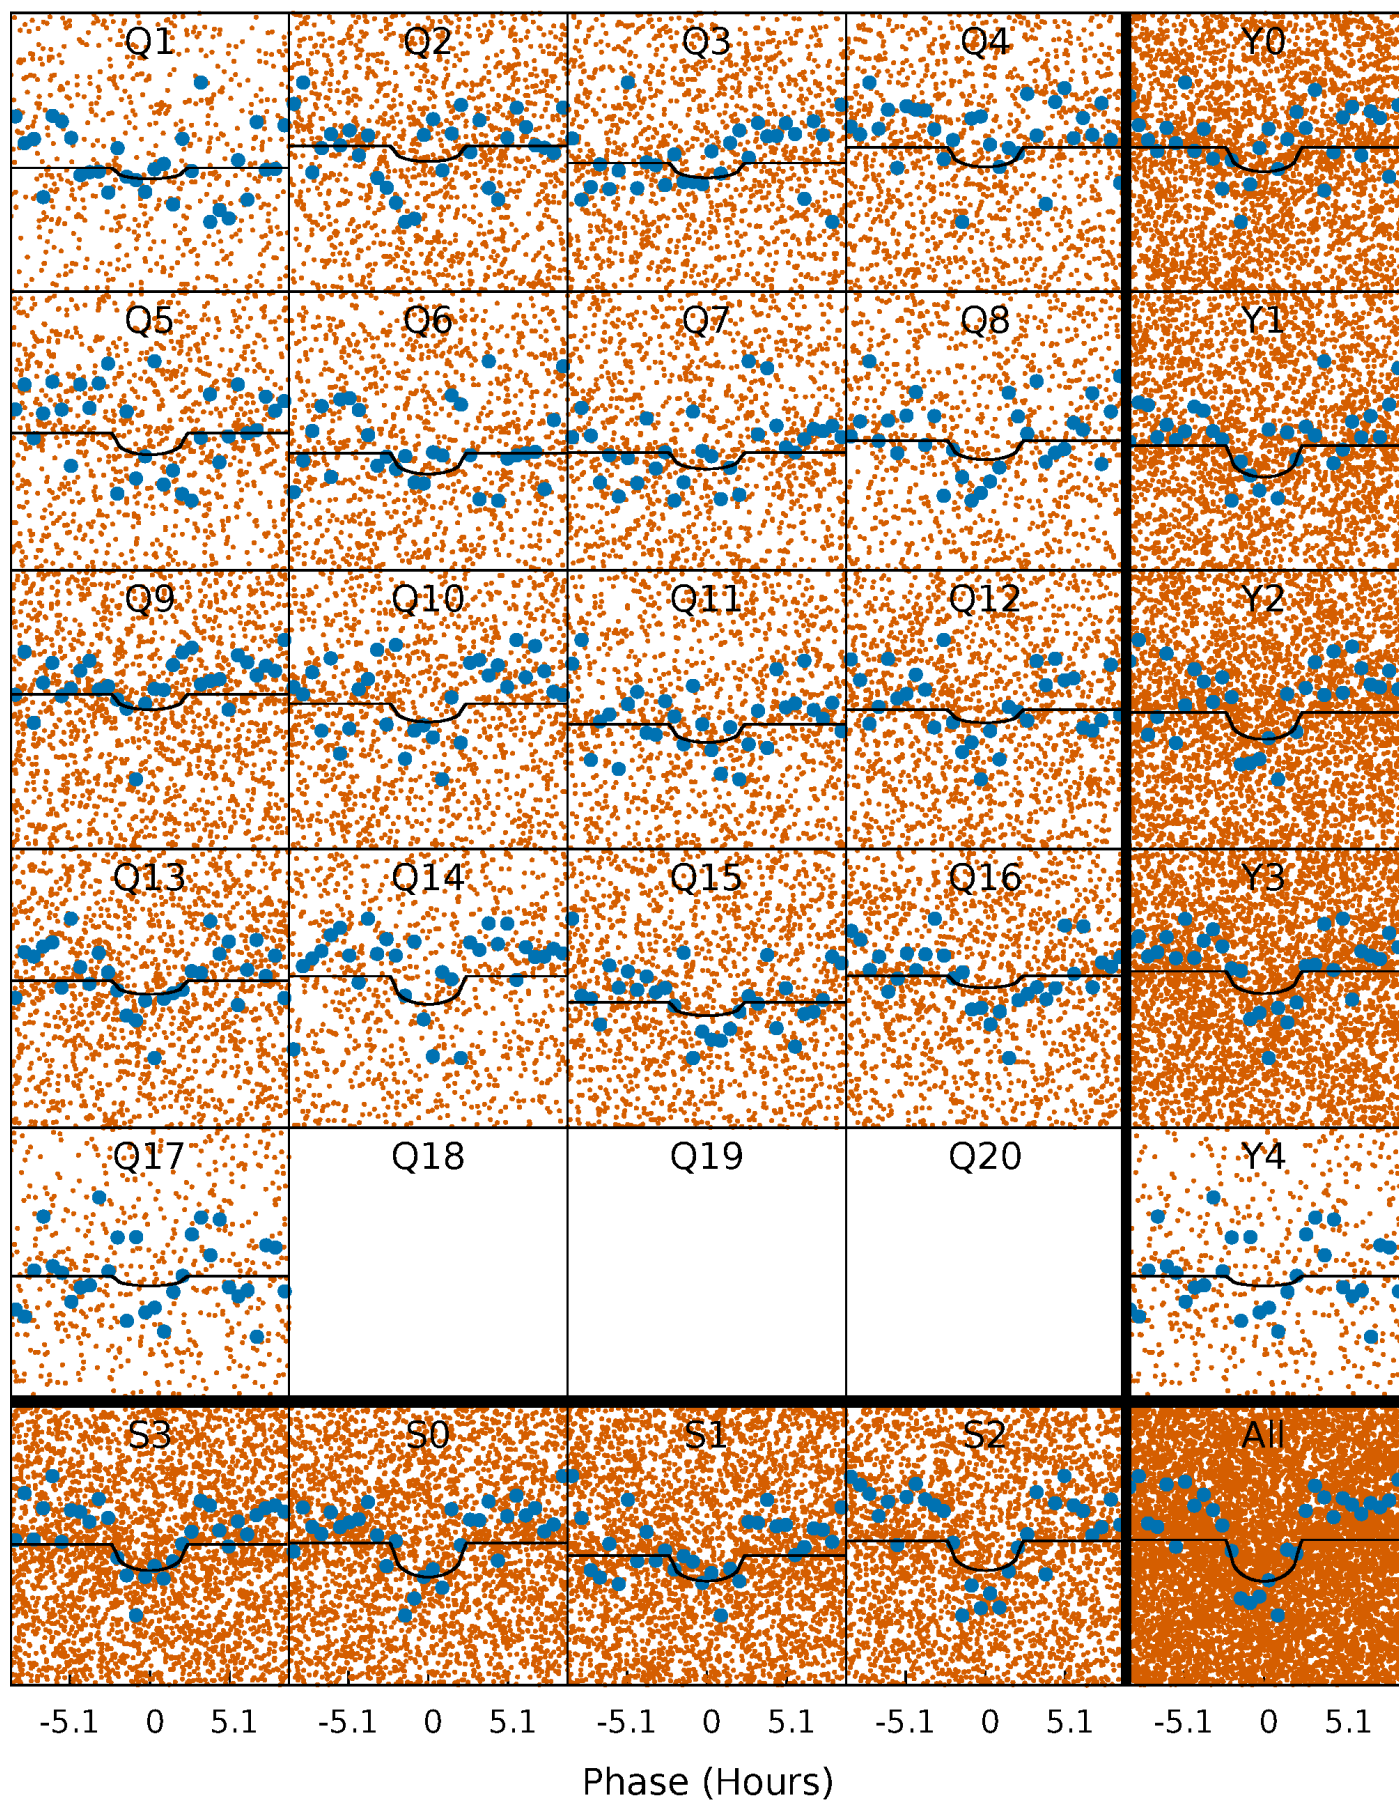 Q1 Q2 Q3 Q4 Y0
Q5 Q6 Q7 Q8 Y1
Q9 Q10 Q11 Q12 Y2
Q13 Q14 Q15 Q16 Y3
Q17 Q18 Q19 Q20 Y4
S3 S0 S1 S2 All
-5.1 0 5.1 -5.1 0 5.1 -5.1 0 5.1 -5.1 0 5.1 -5.1 0 5.1
Phase (Hours)